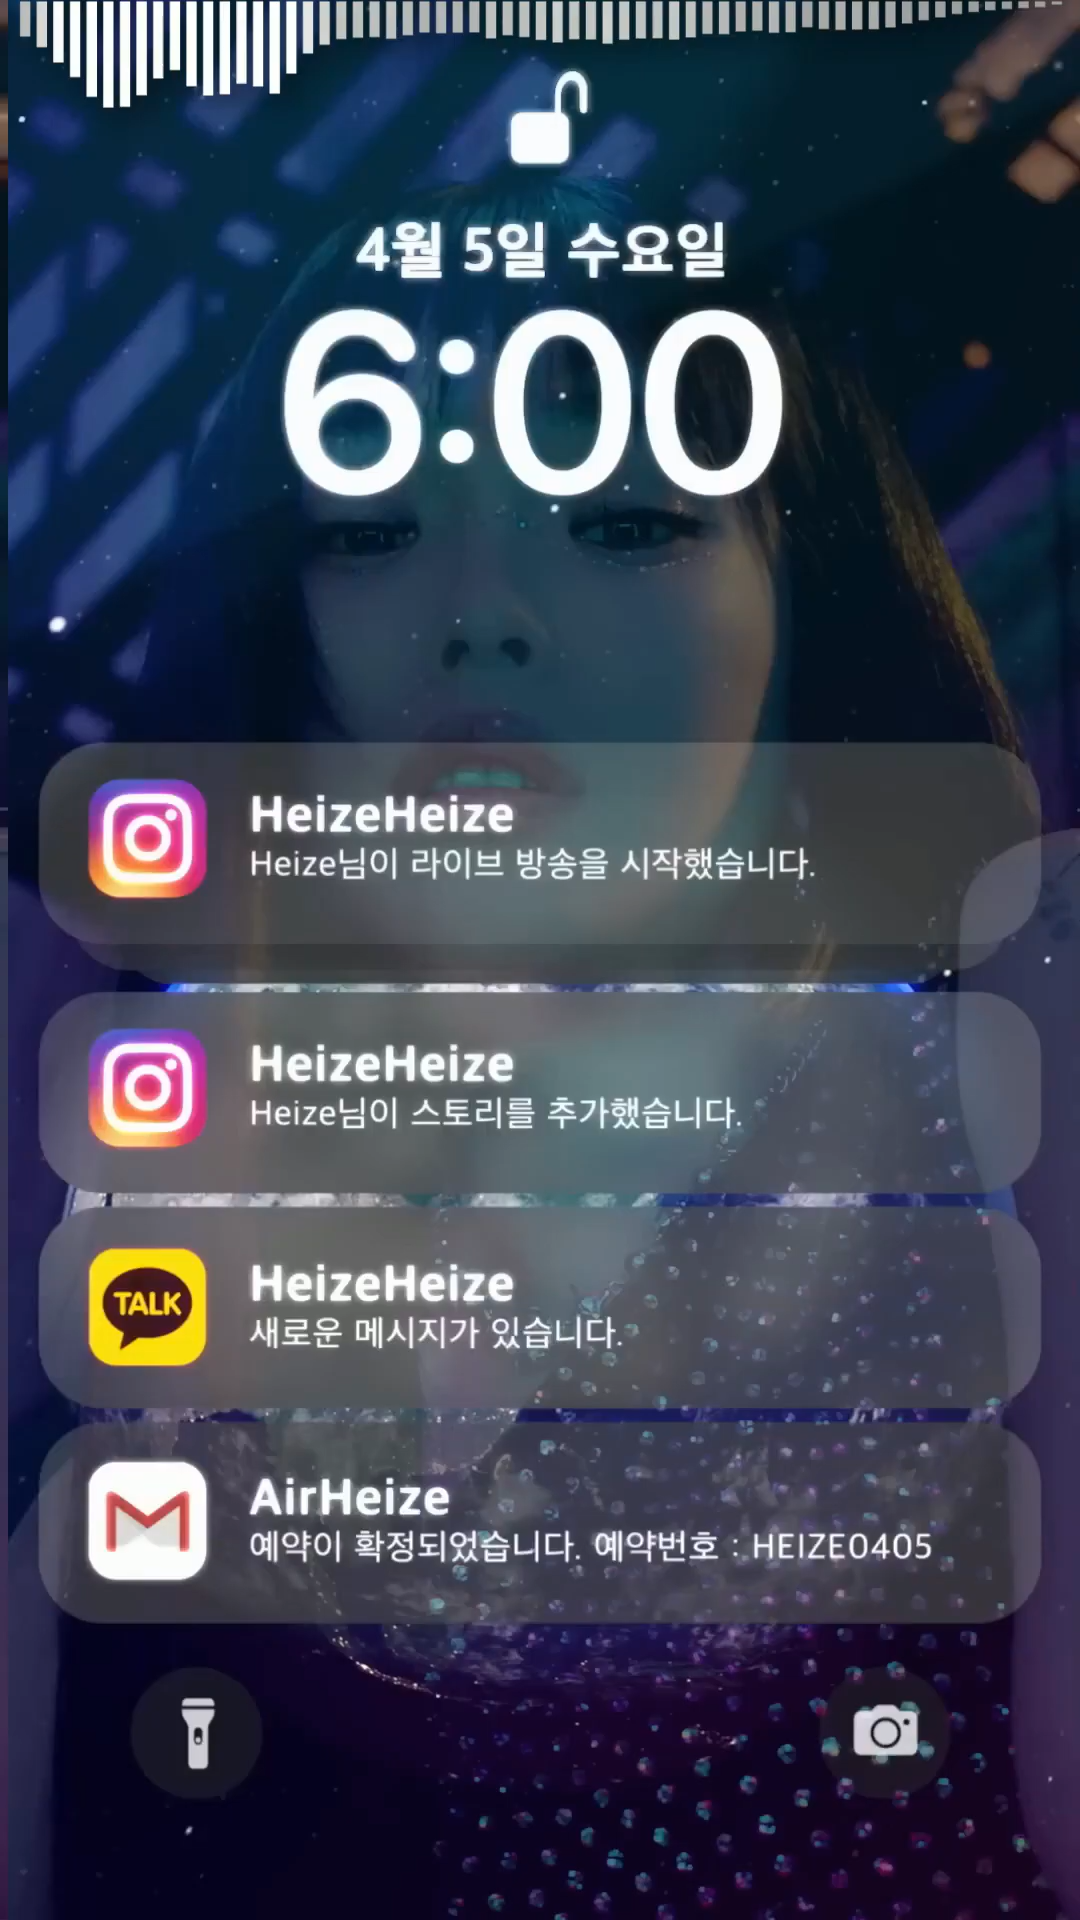 4월 5일 수요일
6:00
HeizeHeize
Heize님이 라이브 방송을 시작했습니다.
HeizeHeize
Heize님이 스토리를 추가했습니다.
TALK
HeizeHeize
새로운 메시지가 있습니다.
AirHeize
예약이 확정되었습니다. 예약번호 : HEIZE0405